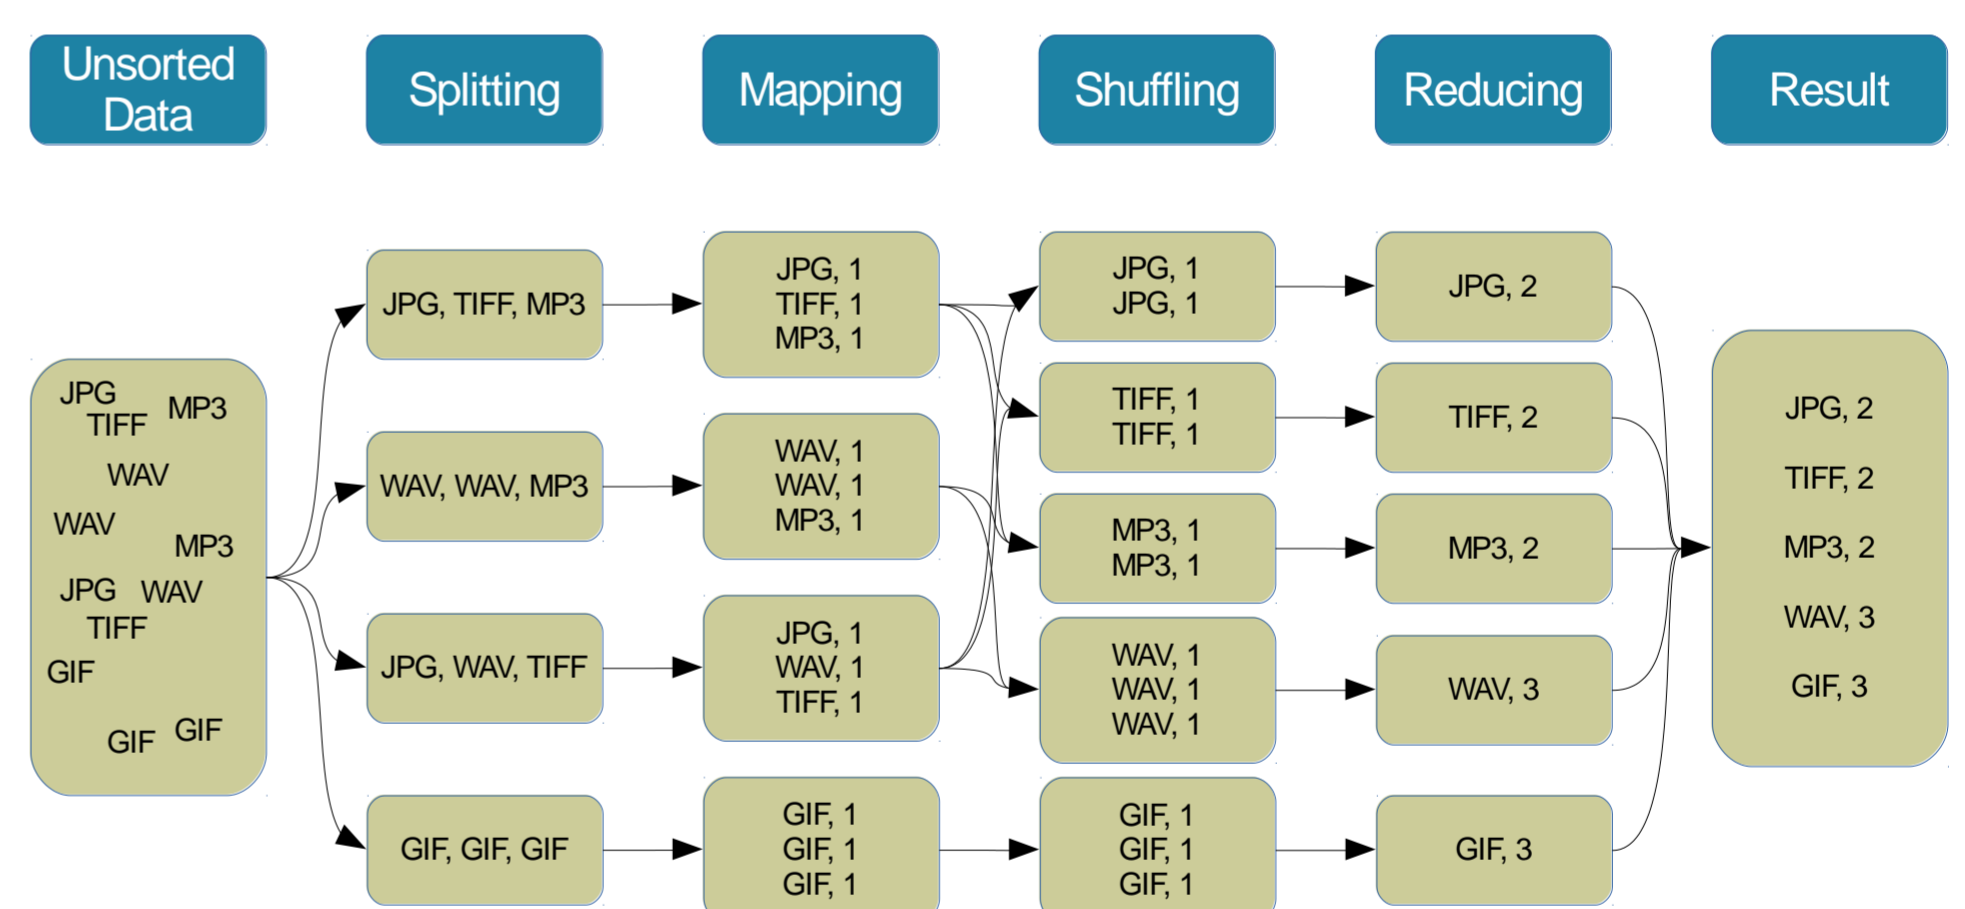 Unsorted
Data
Splitting
Mapping
Shuffling
Reducing
Result
JPG
MP3
TIFF
WAV
WAV
MP3
JPG
WAV
TIFF
GIF
GIF
GIF
JPG, TIFF, MP3
WAV, WAV, MP3
JPG, WAV, TIFF
GIF, GIF, GIF
JPG, 1
TIFF, 1
MP3, 1
WAV, 1
WAV, 1
MP3, 1
JPG, 1
WAV, 1
TIFF, 1
GIF, 1
GIF, 1
GIF, 1
JPG, 1
JPG, 1
TIFF, 1
TIFF, 1
MP3, 1
MP3, 1
WAV, 1
WAV, 1
WAV, 1
GIF, 1
GIF, 1
GIF, 1
JPG, 2
TIFF, 2
MP3, 2
WAV, 3
GIF, 3
JPG, 2
TIFF, 2
MP3, 2
WAV, 3
GIF, 3